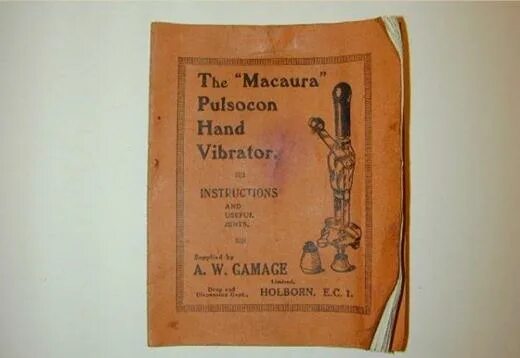 The "Macaura"
Pulsocon
Hand
Vibrator.
INSTRUCTIONS
AND
USEFUL
HINTS.
Supplied by
A. W. GAMAGE
Limited,
Drug and
Dispensing Dept.,
HOLBORN, E.C. 1.